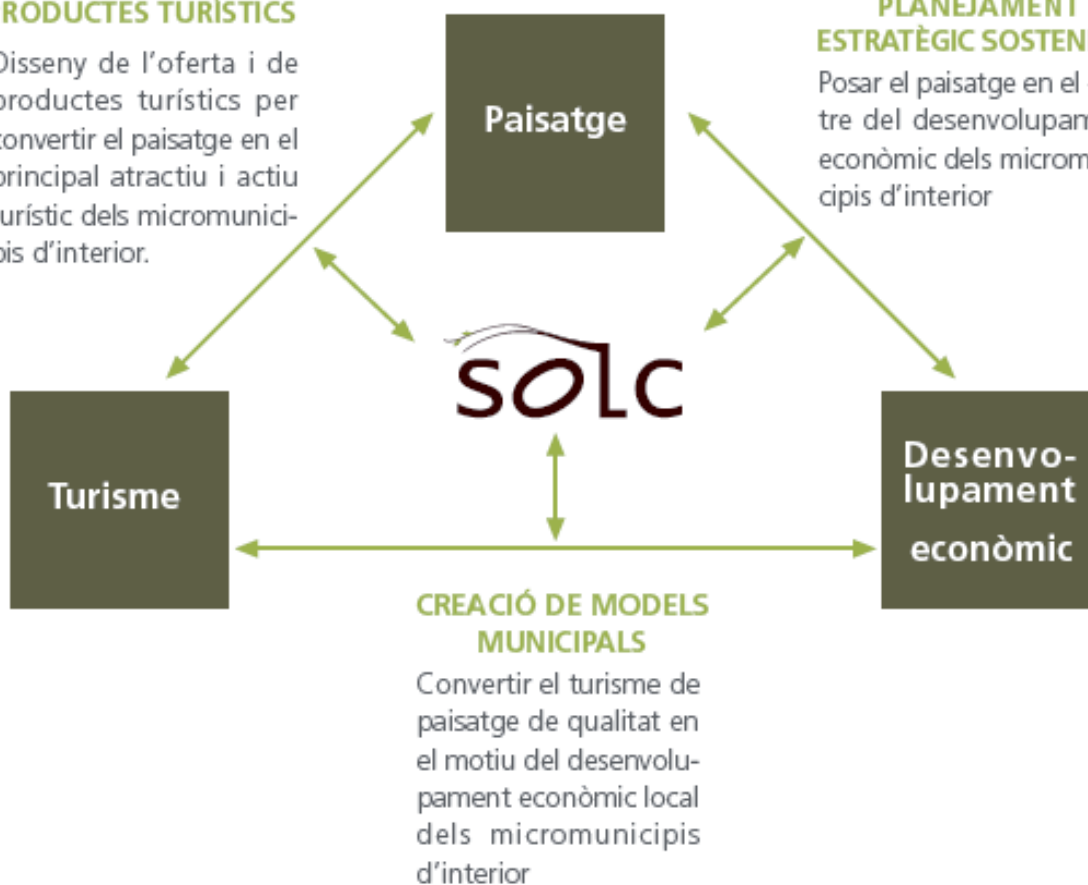 PRODUCTES TURÍSTICS
Disseny de l’oferta i de
productes turístics per
convertir el paisatge en el
principal atractiu i actiu
turístic dels micromunici-
pis d’interior.
Paisatge
PLANEJAMENT
ESTRATÈGIC SOSTEN
Posar el paisatge en el
tre del desenvolupam
econòmic dels microm
cipis d’interior
solc
Turisme
Desenvo-
lupament
econòmic
CREACIÓ DE MODELS
MUNICIPALS
Convertir el turisme de
paisatge de qualitat en
el motiu del desenvolu-
pament econòmic local
dels micromunicipis
d’interior